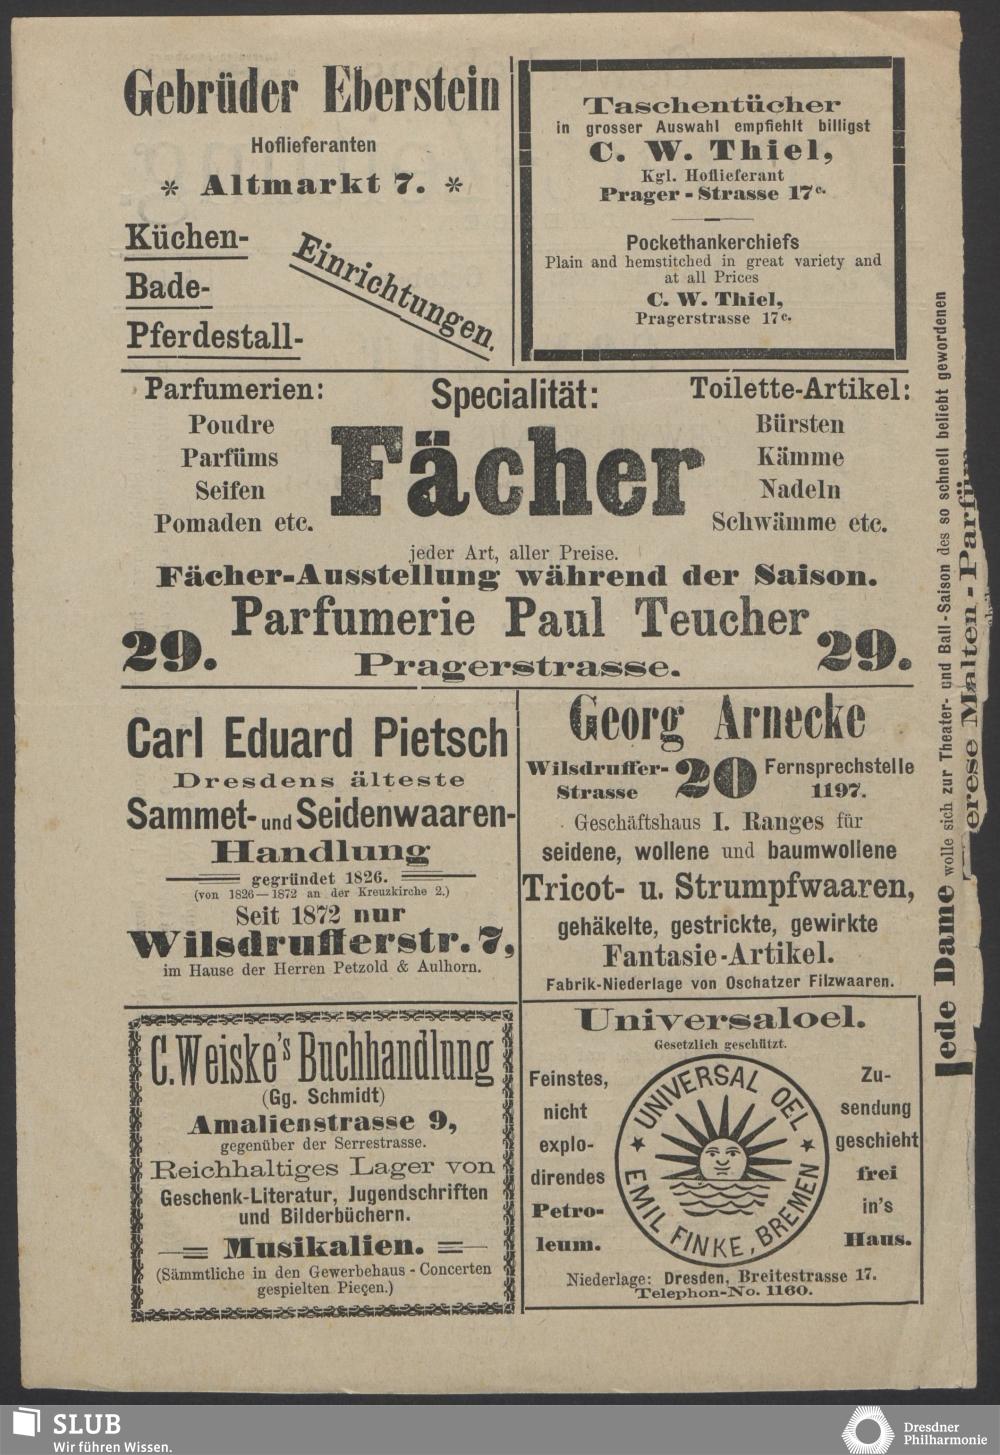 Gebrüder Eberstein
Hoflieferanten
* Altmarkt 7. *
Küchen-
Bade-
Pferdestall-
Einrichtungen.
Taschentücher
in grosser Auswahl empfiehlt billigst
C. W. Thiel,
Kgl. Hoflieferant
Prager-Strasse 17c.
Pockethankerchiefs
Plain and hemstitched in great variety and
at all Prices
C. W. Thiel,
Pragerstrasse 17c.
Parfumerien:
Poudre
Parfüms
Seifen
Pomaden etc.
Specialität:
Fächer
Toilette-Artikel:
Bürsten
Kämme
Nadeln
Schwämme etc.
jeder Art, aller Preise.
Fächer-Ausstellung während der Saison.
29. Parfumerie Paul Teucher 29.
Pragerstrasse.
Carl Eduard Pietsch
Dresdens älteste
Sammet- und Seidenwaaren-
Handlung
gegründet 1826.
(von 1826—1872 an der Kreuzkirche 2.)
Seit 1872 nur
Wilsdrufferstr. 7,
im Hause der Herren Petzold & Aulhorn.
Georg Arnecke
Wilsdruffer-Strasse 20 Fernsprechstelle 1197.
Geschäftshaus I. Ranges für
seidene, wollene und baumwollene
Tricot- u. Strumpfwaaren,
gehäkelte, gestrickte, gewirkte
Fantasie-Artikel.
Fabrik-Niederlage von Oschatzer Filzwaaren.
C. Weiske's Buchhandlung
(Gg. Schmidt)
Amalienstrasse 9,
gegenüber der Serrestrasse.
Reichhaltiges Lager von
Geschenk-Literatur, Jugendschriften
und Bilderbüchern.
Musikalien.
(Sämmtliche in den Gewerbehaus-Concerten
gespielten Pieçen.)
Universaloel.
Gesetzlich geschützt.
Feinstes,
nicht
explo-
direndes
Petro-
leum.
UNIVERSAL OEL
EMIL FINKE, BREMEN
Zu-
sendung
geschieht
frei
in's
Haus.
Niederlage: Dresden, Breitestrasse 17.
Telephon-No. 1160.
Jede Dame wolle sich zur Theater- und Ball-Saison des so schnell beliebt gewordenen
erese Malten-Parfüm
SLUB
Wir führen Wissen.
Dresdner
Philharmonie